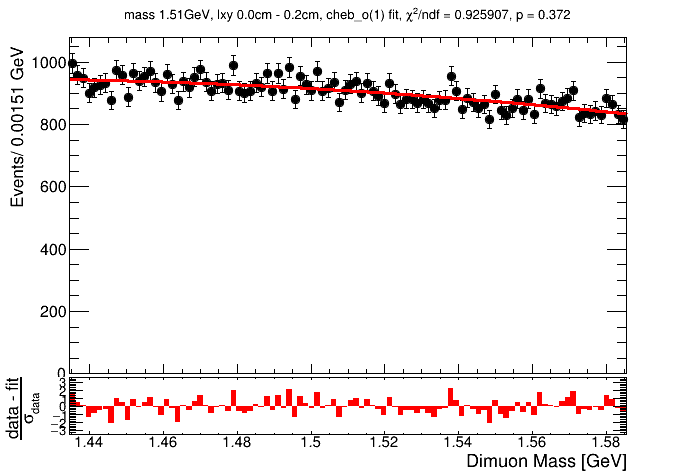 mass 1.51GeV, lxy 0.0cm - 0.2cm, cheb_o(1) fit, χ²/ndf = 0.925907, p = 0.372
Events/ 0.00151 GeV
1000
800
600
400
200
0
data - fit
σdata
3
2
1
0
−1
−2
−3
1.44 1.46 1.48 1.5 1.52 1.54 1.56 1.58
Dimuon Mass [GeV]